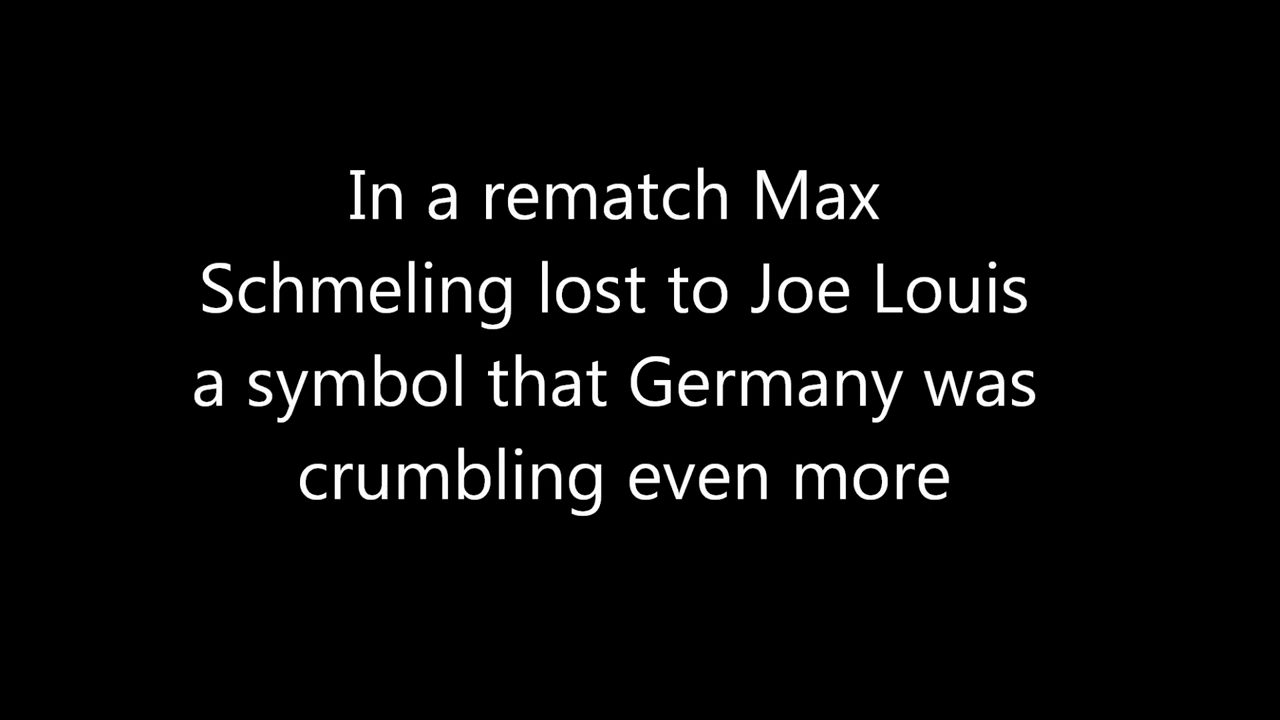 In a rematch Max
Schmeling lost to Joe Louis
a symbol that Germany was
crumbling even more